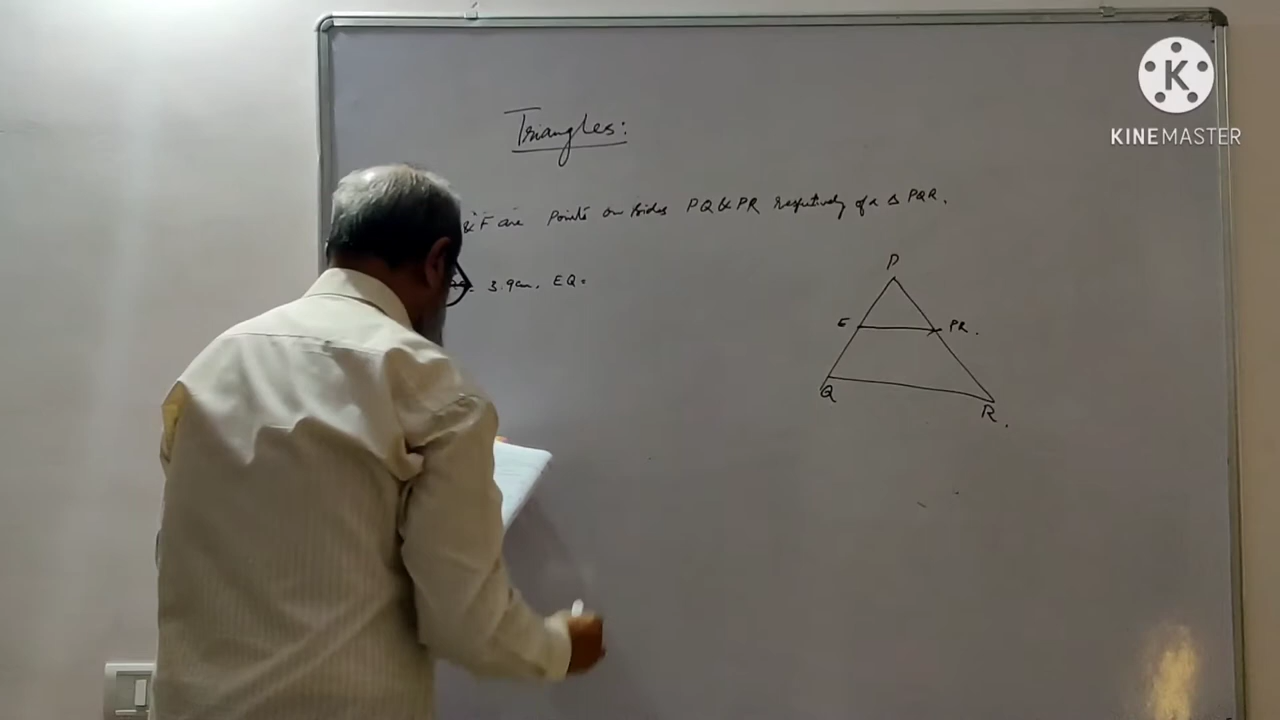 Triangles:
& F are Points on sides PQ & PR respectively of a Δ PQR.
3.9cm. EQ=
P
E
PR.
Q
R.
K
KINEMASTER